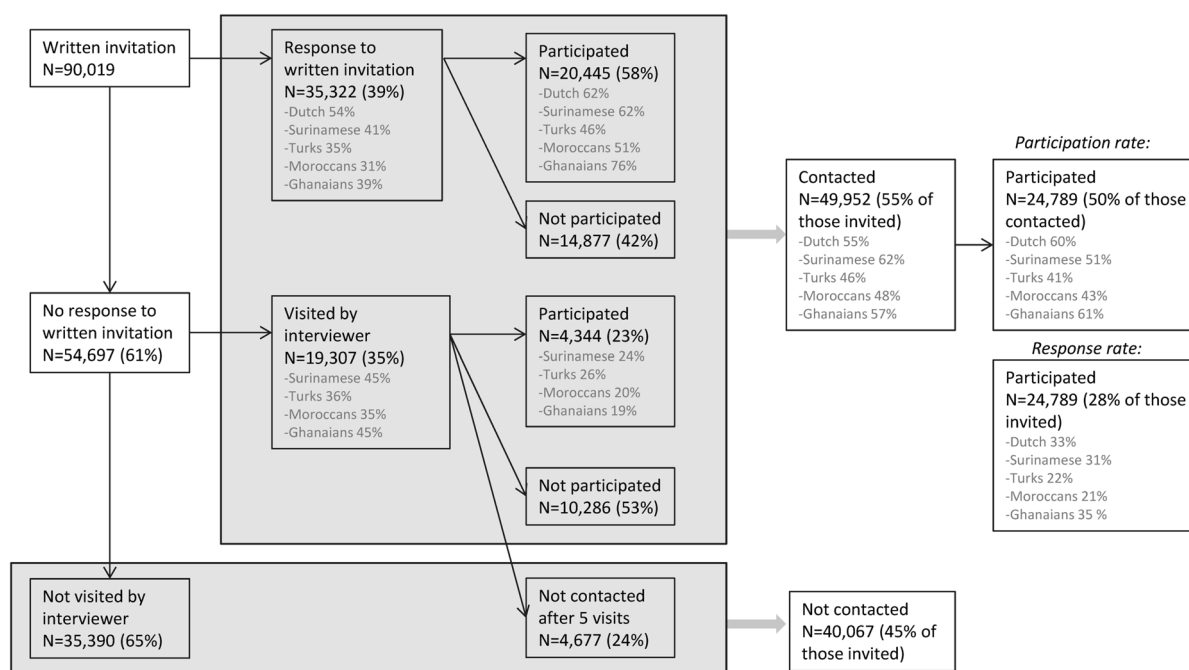 Written invitation
N=90,019
Response to
written invitation
N=35,322 (39%)
-Dutch 54%
-Surinamese 41%
-Turks 35%
-Moroccans 31%
-Ghanaians 39%
Participated
N=20,445 (58%)
-Dutch 62%
-Surinamese 62%
-Turks 46%
-Moroccans 51%
-Ghanaians 76%
Not participated
N=14,877 (42%)
No response to
written invitation
N=54,697 (61%)
Visited by
interviewer
N=19,307 (35%)
-Surinamese 45%
-Turks 36%
-Moroccans 35%
-Ghanaians 45%
Participated
N=4,344 (23%)
-Surinamese 24%
-Turks 26%
-Moroccans 20%
-Ghanaians 19%
Not participated
N=10,286 (53%)
Not visited by
interviewer
N=35,390 (65%)
Not contacted
after 5 visits
N=4,677 (24%)
Contacted
N=49,952 (55% of
those invited)
-Dutch 55%
-Surinamese 62%
-Turks 46%
-Moroccans 48%
-Ghanaians 57%
Participation rate:
Participated
N=24,789 (50% of those
contacted)
-Dutch 60%
-Surinamese 51%
-Turks 41%
-Moroccans 43%
-Ghanaians 61%
Response rate:
Participated
N=24,789 (28% of those
invited)
-Dutch 33%
-Surinamese 31%
-Turks 22%
-Moroccans 21%
-Ghanaians 35 %
Not contacted
N=40,067 (45% of
those invited)